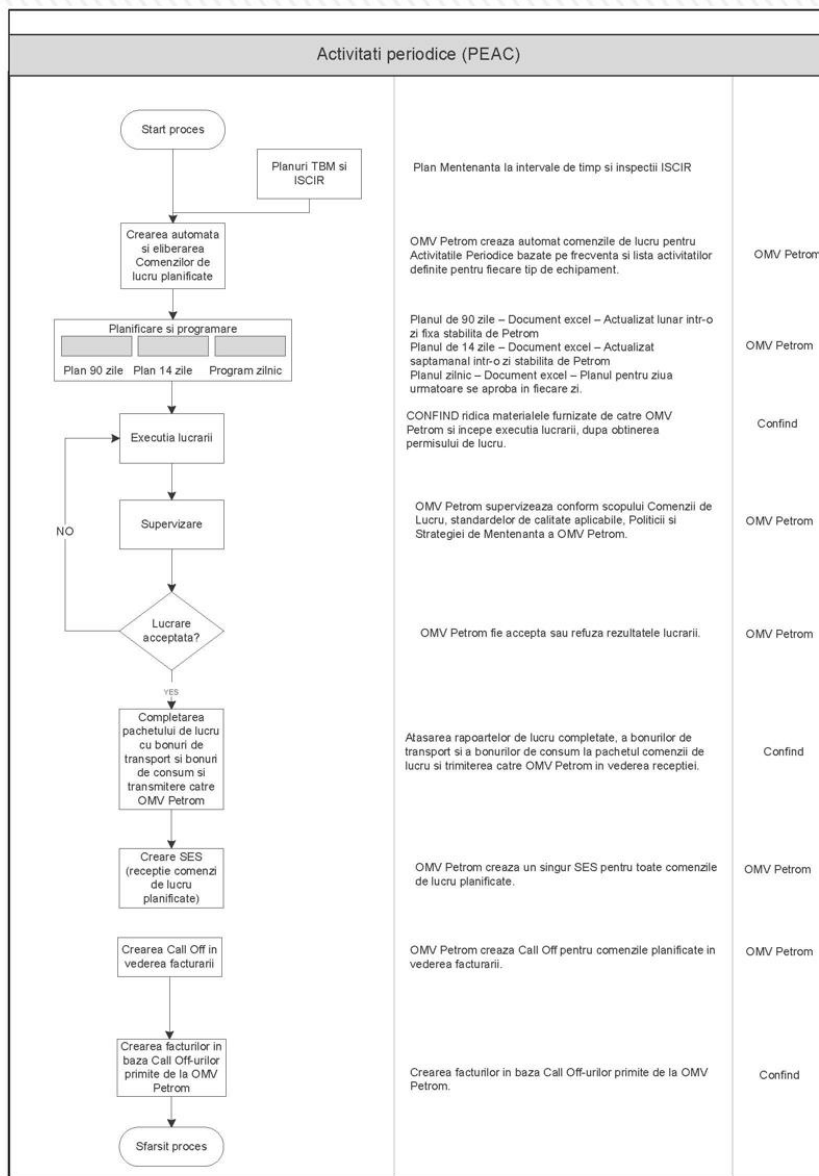 Activitati periodice (PEAC)
Start proces
Planuri TBM si
ISCIR
Plan Mentenanta la intervale de timp si inspectii ISCIR
Crearea automata
si eliberarea
Comenzilor de
lucru planificate
OMV Petrom creaza automat comenzile de lucru pentru
Activitatile Periodice bazate pe frecventa si lista activitatilor
definite pentru fiecare tip de echipament.
OMV Petrom
Planificare si programare
Plan 90 zile Plan 14 zile Program zilnic
Planul de 90 zile – Document excel – Actualizat lunar intr-o
zi fixa stabilita de Petrom
Planul de 14 zile – Document excel – Actualizat
saptamanal intr-o zi stabilita de Petrom
Planul zilnic – Document excel – Planul pentru ziua
urmatoare se aproba in fiecare zi.
OMV Petrom
Executia lucrarii
CONFIND ridica materialele furnizate de catre OMV
Petrom si incepe executia lucrarii, dupa obtinerea
permisului de lucru.
Confind
NO
Supervizare
OMV Petrom supervizeaza conform scopului Comenzii de
Lucru, standardelor de calitate aplicabile, Politicii si
Strategiei de Mentenanta a OMV Petrom.
OMV Petrom
Lucrare
acceptata?
OMV Petrom fie accepta sau refuza rezultatele lucrarii.
OMV Petrom
YES
Completarea
pachetului de lucru
cu bonuri de
transport si bonuri
de consum si
transmitere catre
OMV Petrom
Atasarea rapoartelor de lucru completate, a bonurilor de
transport si a bonurilor de consum la pachetul comenzii de
lucru si trimiterea catre OMV Petrom in vederea receptiei.
Confind
Creare SES
(receptie comenzi
de lucru
planificate)
OMV Petrom creaza un singur SES pentru toate comenzile
de lucru planificate.
OMV Petrom
Crearea Call Off in
vederea facturarii
OMV Petrom creaza Call Off pentru comenzile planificate in
vederea facturarii.
OMV Petrom
Crearea facturilor in
baza Call Off-urilor
primite de la OMV
Petrom
Crearea facturilor in baza Call Off-urilor primite de la OMV
Petrom.
Confind
Sfarsit proces